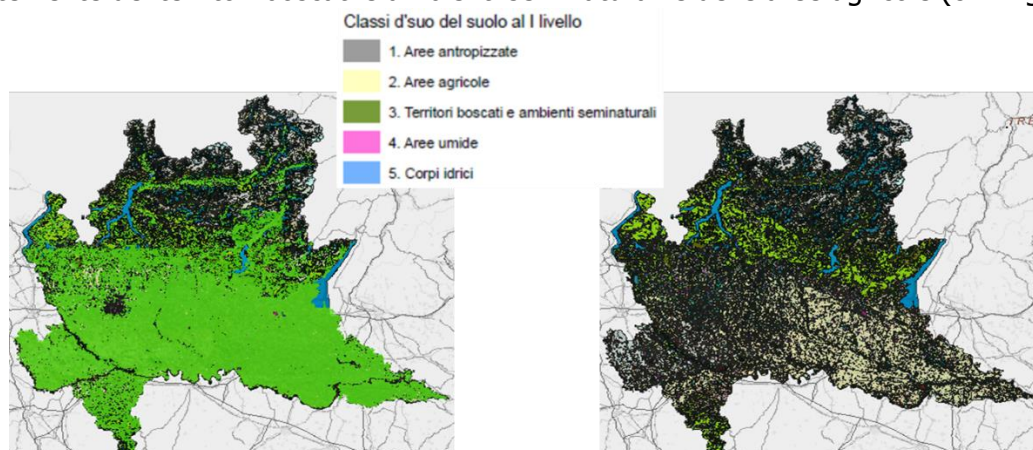 Classi d'suo del suolo al I livello
1. Aree antropizzate
2. Aree agricole
3. Territori boscati e ambienti seminaturali
4. Aree umide
5. Corpi idrici
TRE